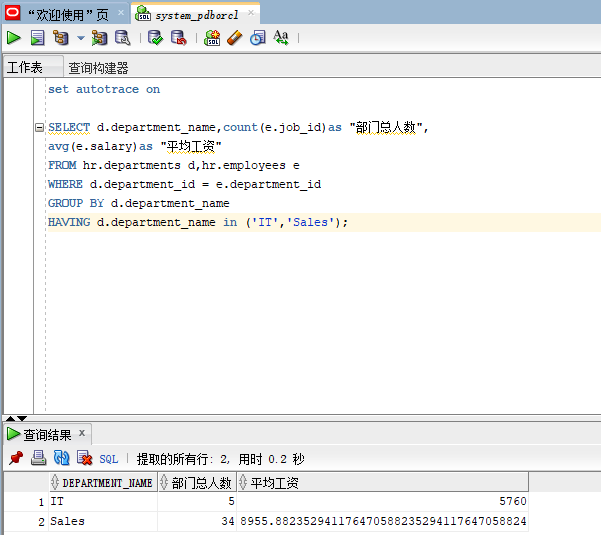 “欢迎使用”页
system_pdborcl
工作表 查询构建器
set autotrace on
SELECT d.department_name,count(e.job_id)as "部门总人数",
avg(e.salary)as "平均工资"
FROM hr.departments d,hr.employees e
WHERE d.department_id = e.department_id
GROUP BY d.department_name
HAVING d.department_name in ('IT','Sales');
查询结果 x
SQL | 提取的所有行: 2, 用时 0.2 秒
DEPARTMENT_NAME 部门总人数 平均工资
1 IT 5 5760
2 Sales 34 8955.88235294117647058823529411764705882​4